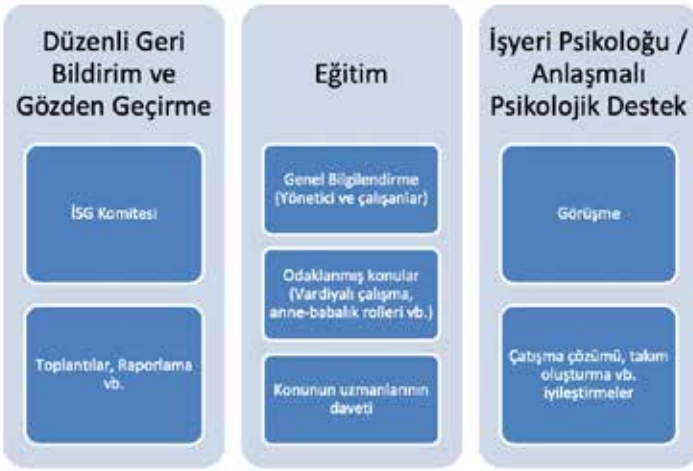 Düzenli Geri
Bildirim ve
Gözden Geçirme
İSG Komitesi
Toplantılar, Raporlama
vb.
Eğitim
Genel Bilgilendirme
(Yönetici ve çalışanlar)
Odaklanmış konular
(Vardiyalı çalışma,
anne-babalık rolleri vb.)
Konunun uzmanlarının
daveti
İşyeri Psikoloğu /
Anlaşmalı
Psikolojik Destek
Görüşme
Çatışma çözümü, takım
oluşturma vb.
iyileştirmeler